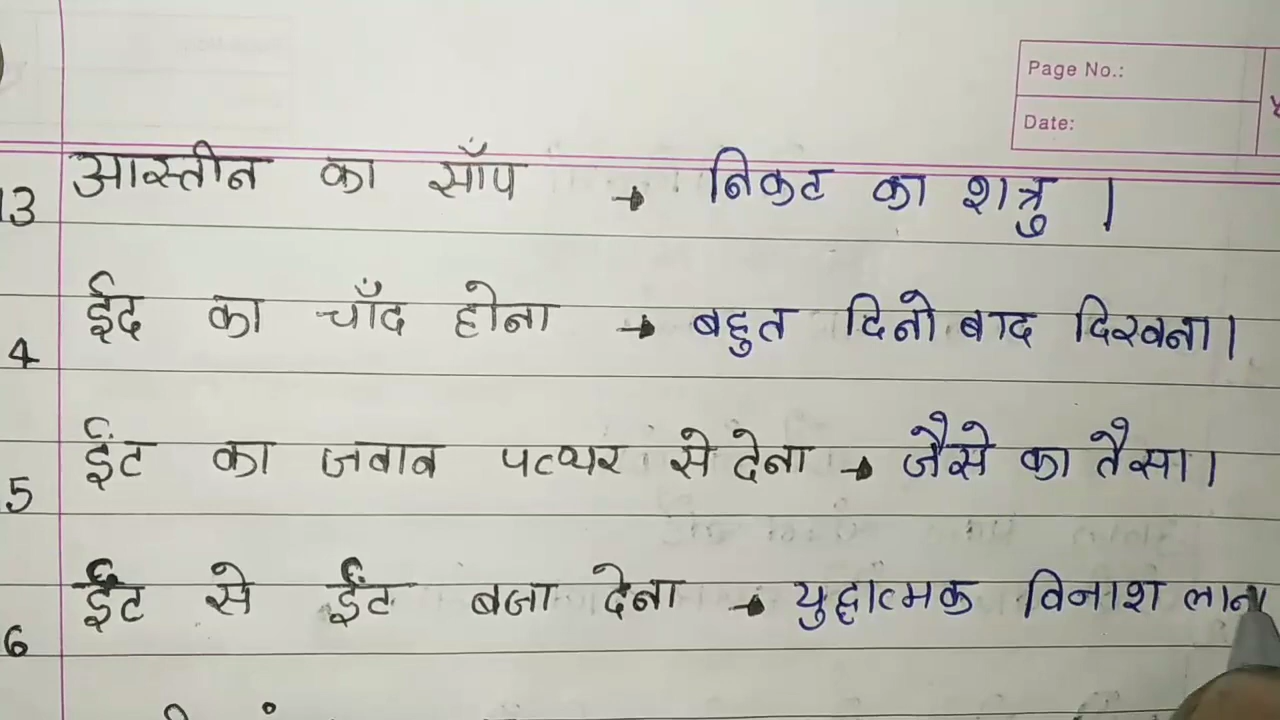 Page No.:
Date:
13 आस्तीन का साँप → निकट का शत्रु ।
4 ईद का चाँद होना → बहुत दिनो बाद दिखना ।
5 ईंट का जवाब पत्थर से देना → जैसे का तैसा ।
6 ईंट से ईंट बजा देना → युद्धात्मक विनाश लाना